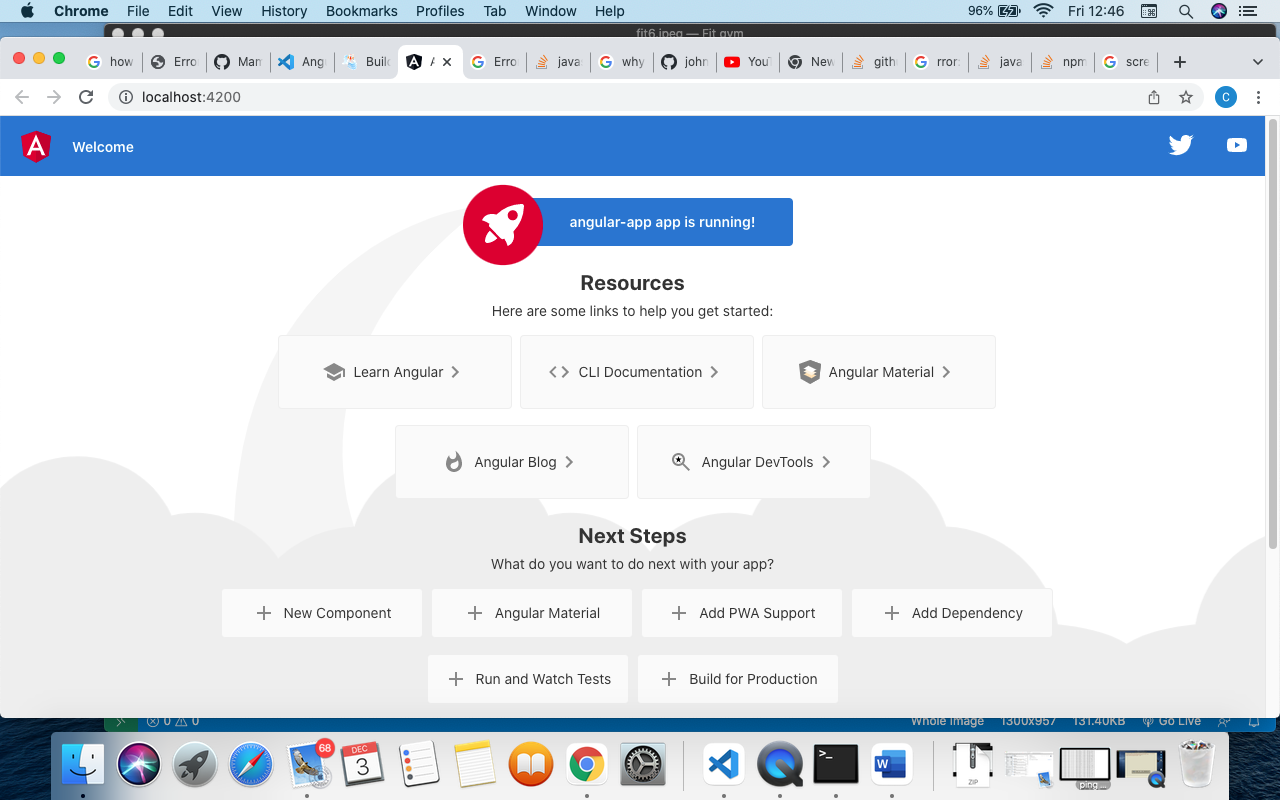 Chrome File Edit View History Bookmarks Profiles Tab Window Help 96% Fri 12:46
fit6.jpeg — Fit gym
how Erro Man Ang Build A Erro java why john YouT New gith rror: java npm scre
localhost:4200 C
Welcome
angular-app app is running!
Resources
Here are some links to help you get started:
Learn Angular CLI Documentation Angular Material
Angular Blog Angular DevTools
Next Steps
What do you want to do next with your app?
New Component Angular Material Add PWA Support Add Dependency
Run and Watch Tests Build for Production
0 0 Whole Image 1300x957 131.40KB Go Live
68 DEC
3
ZIP ping ...